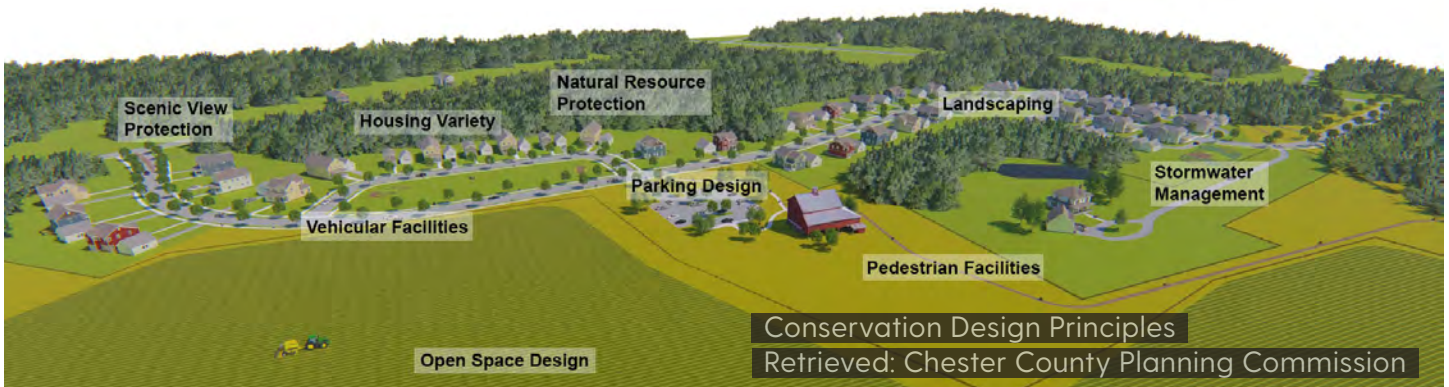 Scenic View
Protection
Housing Variety
Natural Resource
Protection
Landscaping
Parking Design
Stormwater
Management
Vehicular Facilities
Pedestrian Facilities
Open Space Design
Conservation Design Principles
Retrieved: Chester County Planning Commission